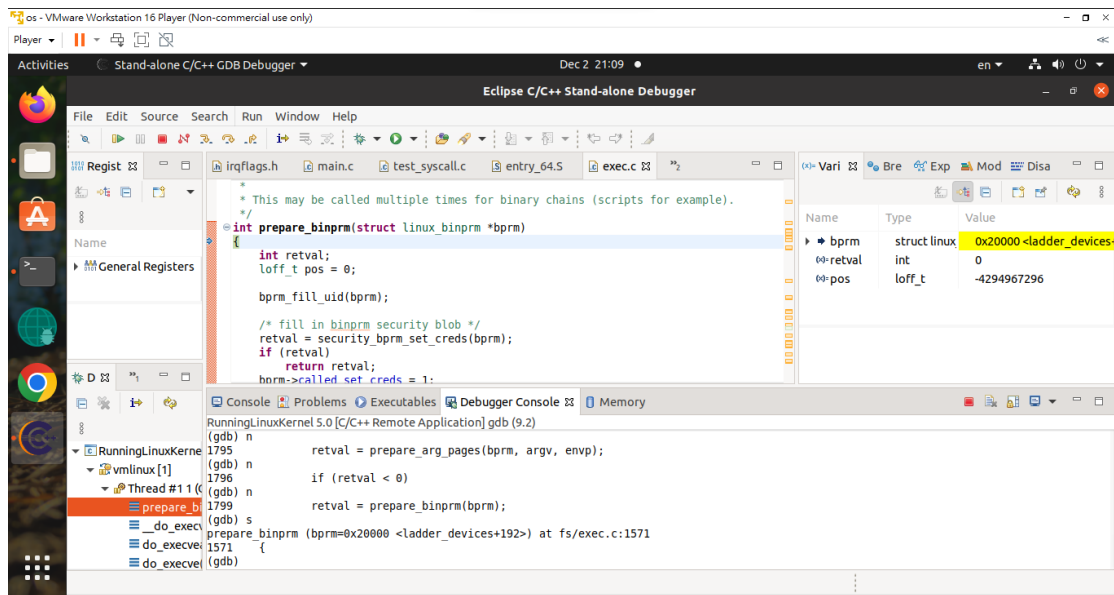 os - VMware Workstation 16 Player (Non-commercial use only)
Player
Activities Stand-alone C/C++ GDB Debugger Dec 2 21:09 en
Eclipse C/C++ Stand-alone Debugger
File Edit Source Search Run Window Help
Regist irqflags.h main.c test_syscall.c entry_64.S exec.c »2 Vari Bre Exp Mod Disa
*
* This may be called multiple times for binary chains (scripts for example).
*/
int prepare_binprm(struct linux_binprm *bprm)
{
int retval;
loff_t pos = 0;
bprm_fill_uid(bprm);
/* fill in binprm security blob */
retval = security_bprm_set_creds(bprm);
if (retval)
return retval;
bprm->called_set_creds = 1;
Name
General Registers
Name Type Value
bprm struct linux_ 0x20000 <ladder_devices+
retval int 0
pos loff_t -4294967296
D »1
RunningLinuxKerne
vmlinux [1]
Thread #1 1 (
prepare_bi
__do_execv
do_execvea
do_execve(
Console Problems Executables Debugger Console Memory
RunningLinuxKernel 5.0 [C/C++ Remote Application] gdb (9.2)
(gdb) n
1795 retval = prepare_arg_pages(bprm, argv, envp);
(gdb) n
1796 if (retval < 0)
(gdb) n
1799 retval = prepare_binprm(bprm);
(gdb) s
prepare_binprm (bprm=0x20000 <ladder_devices+192>) at fs/exec.c:1571
1571 {
(gdb)